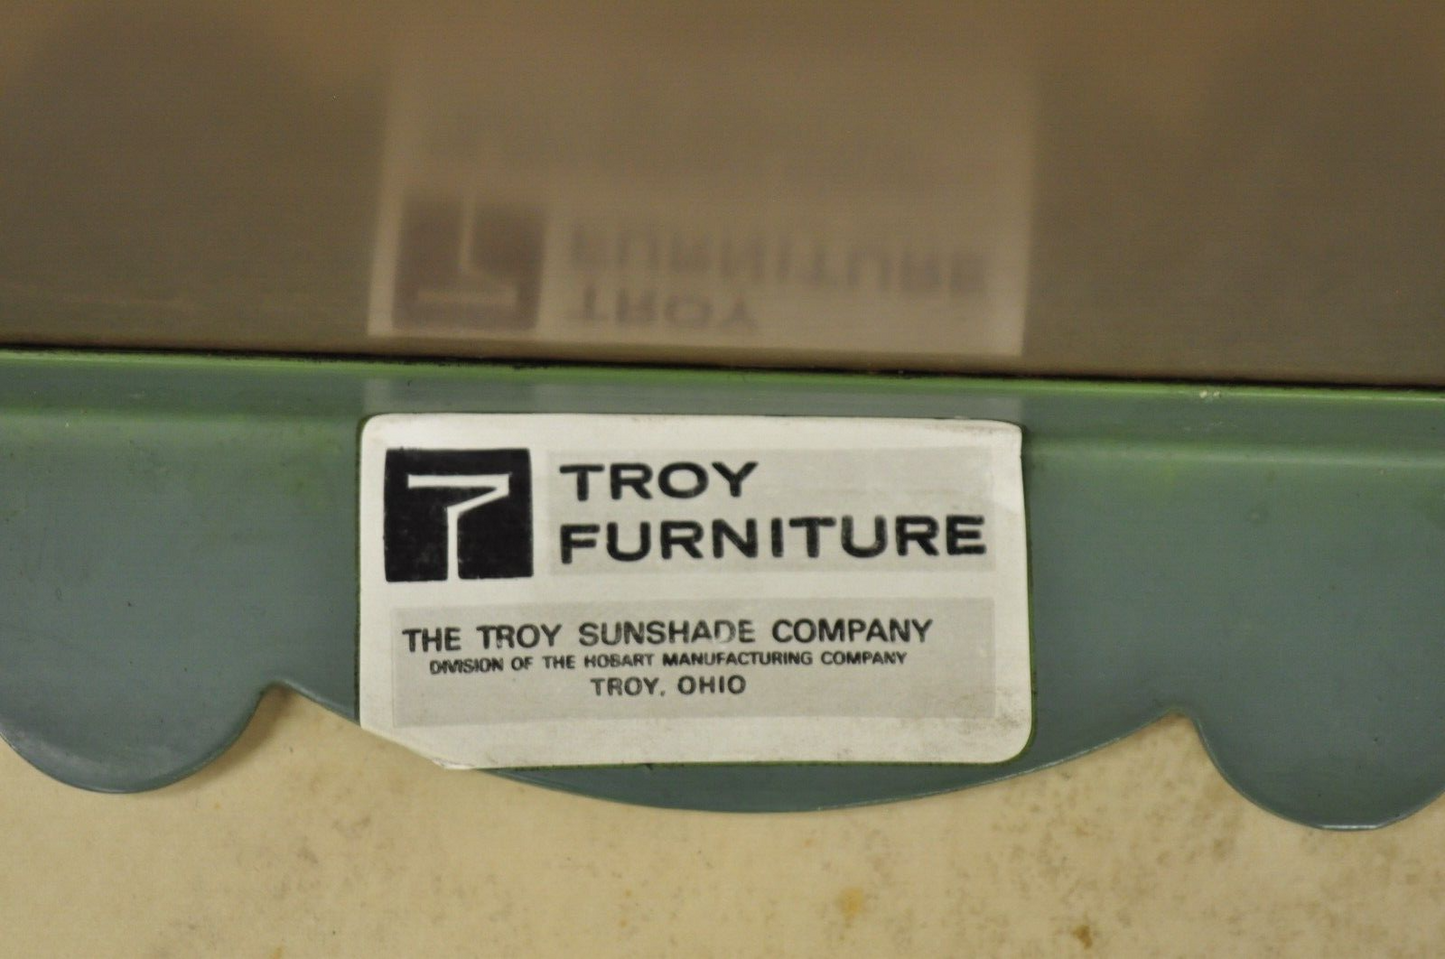 TROY
FURNITURE
THE TROY SUNSHADE COMPANY
DIVISION OF THE HOBART MANUFACTURING COMPANY
TROY, OHIO